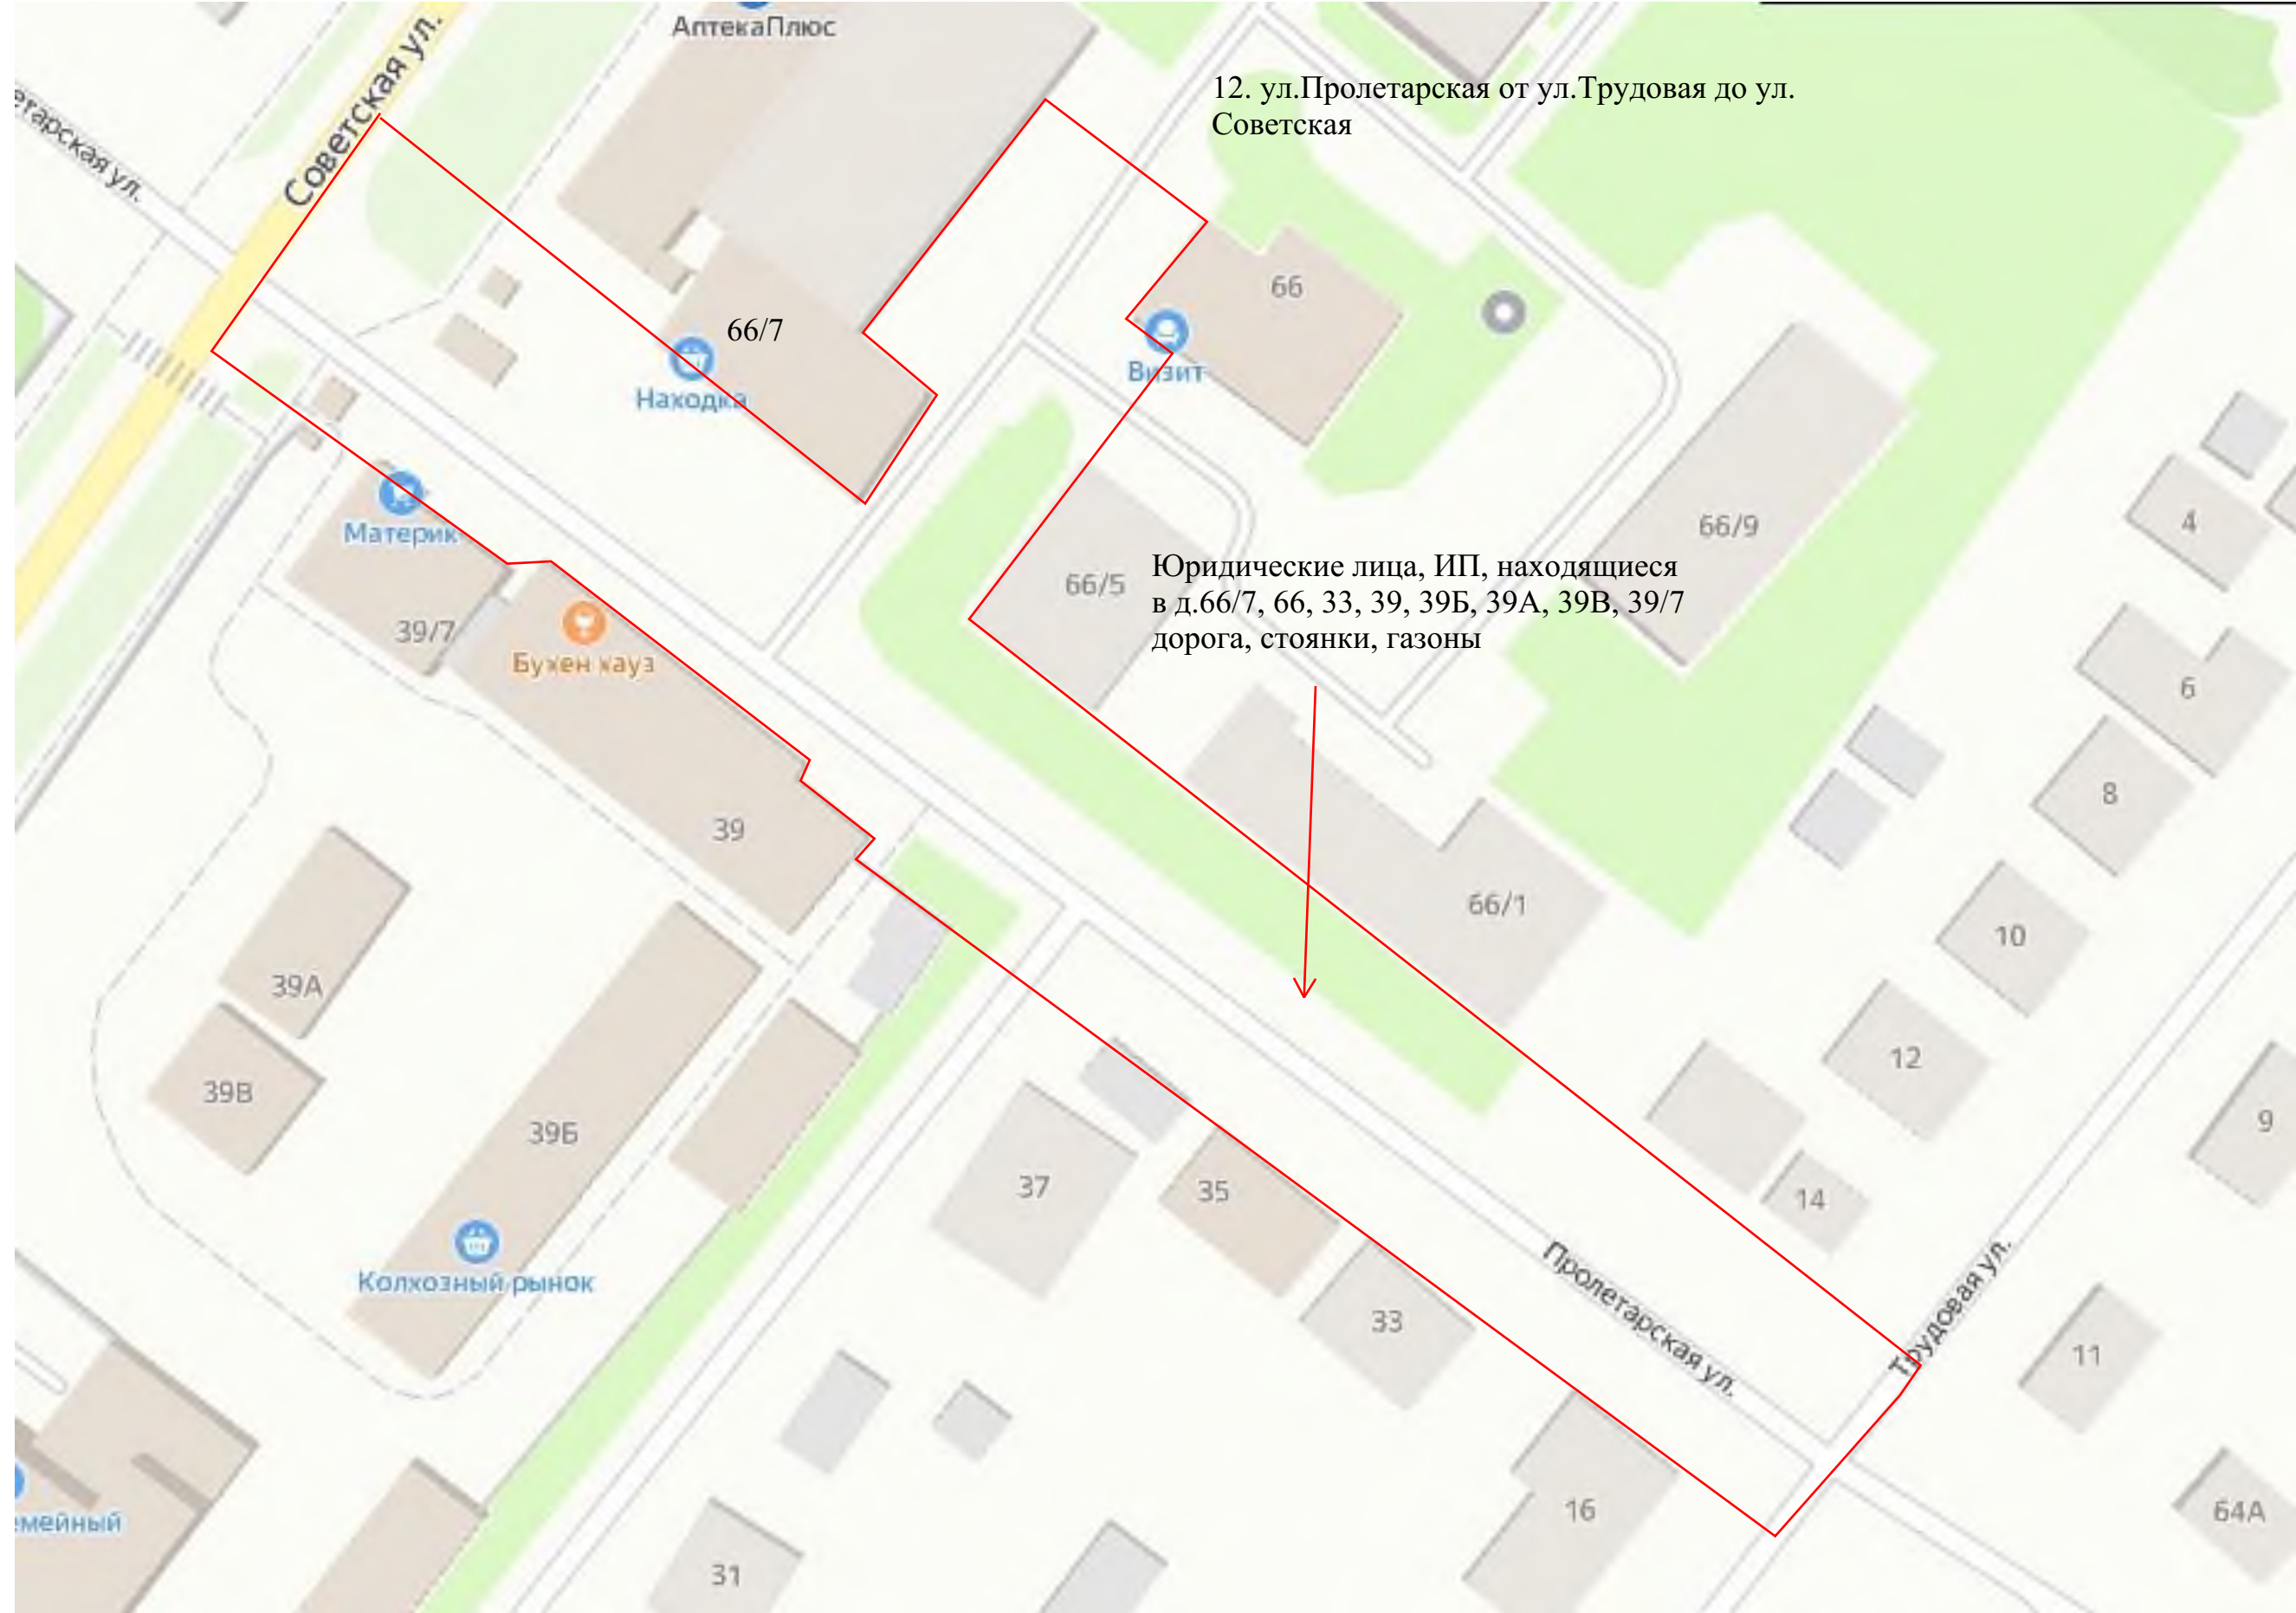 АптекаПлюс
Советская ул.
етарская ул.
12. ул.Пролетарская от ул.Трудовая до ул.
Советская
66
66/7
Находка
Визит
Материк
39/7
Бухен хауз
66/5
66/9
4
Юридические лица, ИП, находящиеся
в д.66/7, 66, 33, 39, 39Б, 39А, 39В, 39/7
дорога, стоянки, газоны
6
8
39
66/1
10
39А
12
39В
39Б
9
37
35
14
Колхозный рынок
33
Пролетарская ул.
Трудовая ул.
11
16
64А
емейный
31